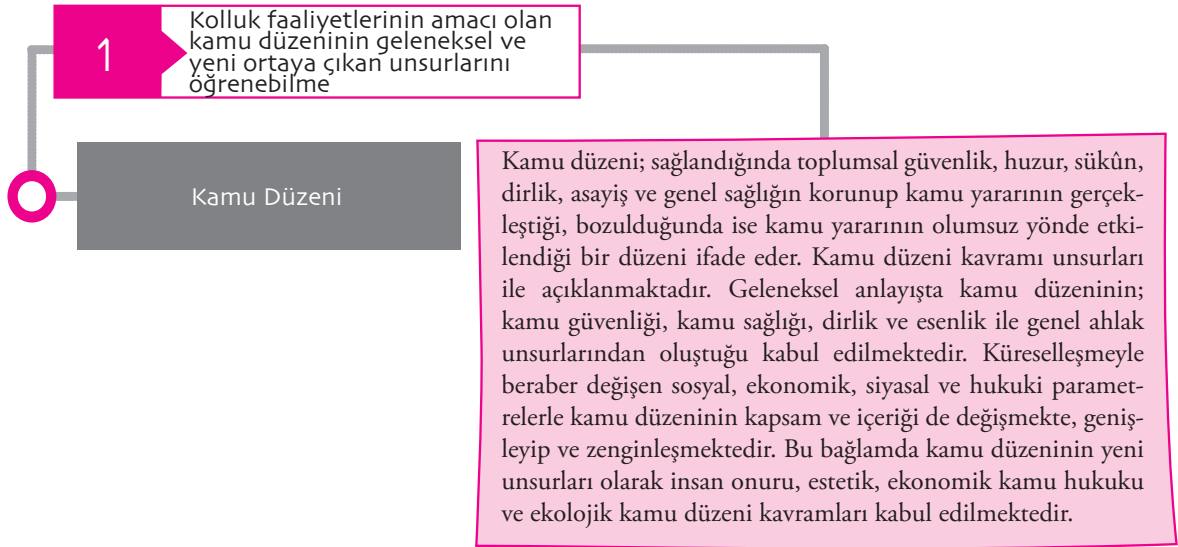 1
Kolluk faaliyetlerinin amacı olan
kamu düzeninin geleneksel ve
yeni ortaya çıkan unsurlarını
öğrenebilme
Kamu Düzeni
Kamu düzeni; sağlandığında toplumsal güvenlik, huzur, sükûn,
dirlik, asayiş ve genel sağlığın korunup kamu yararının gerçek-
leştiği, bozulduğunda ise kamu yararının olumsuz yönde etki-
lendiği bir düzeni ifade eder. Kamu düzeni kavramı unsurları
ile açıklanmaktadır. Geleneksel anlayışta kamu düzeninin;
kamu güvenliği, kamu sağlığı, dirlik ve esenlik ile genel ahlak
unsurlarından oluştuğu kabul edilmektedir. Küreselleşmeyle
beraber değişen sosyal, ekonomik, siyasal ve hukuki paramet-
relerle kamu düzeninin kapsam ve içeriği de değişmekte, geniş-
leyip ve zenginleşmektedir. Bu bağlamda kamu düzeninin yeni
unsurları olarak insan onuru, estetik, ekonomik kamu hukuku
ve ekolojik kamu düzeni kavramları kabul edilmektedir.